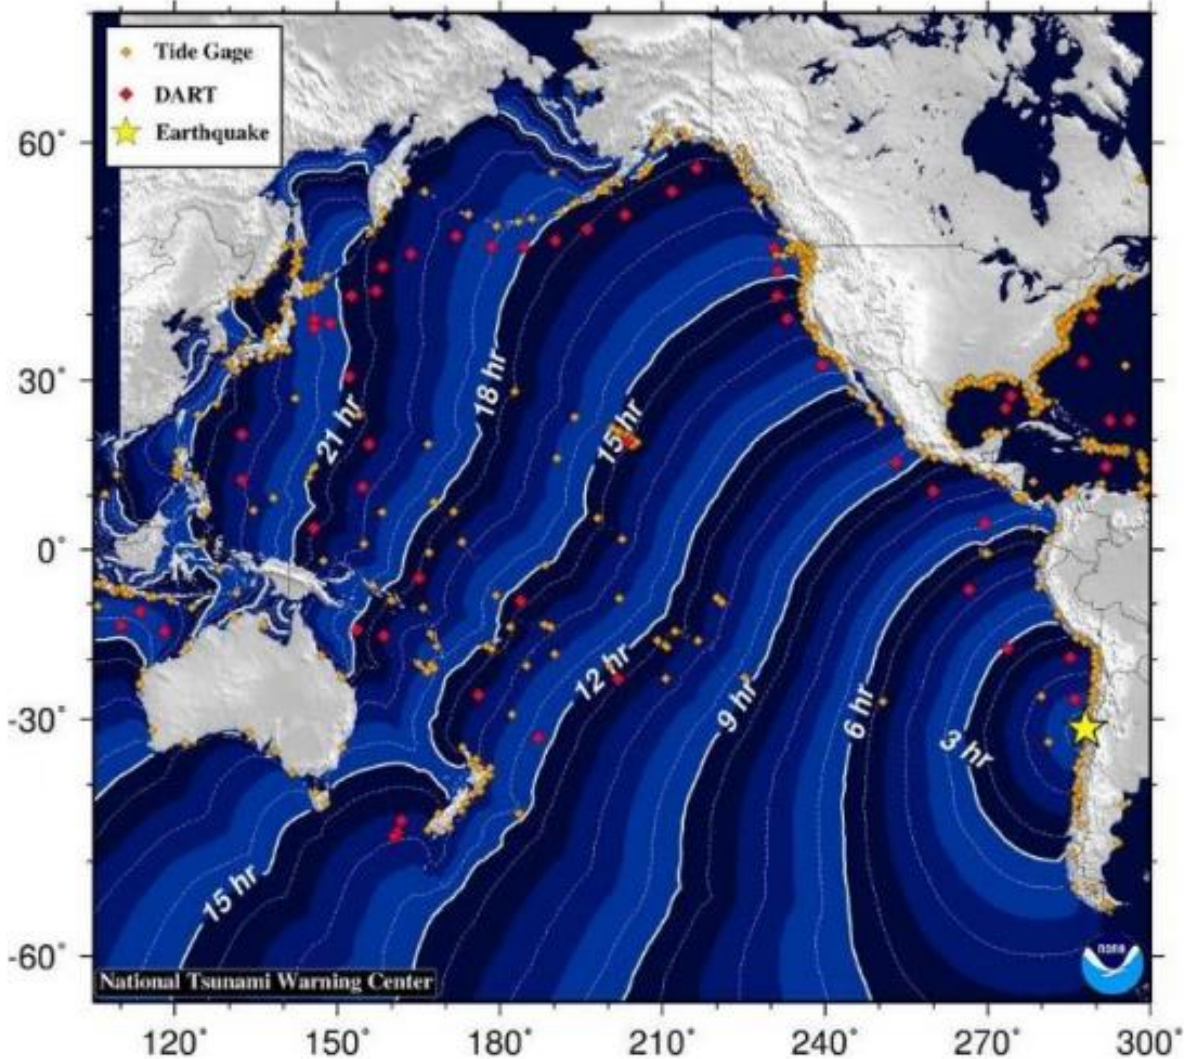 Tide Gage
DART
Earthquake
60°
30°
0°
-30°
-60°
18 hr
21 hr
15 hr
12 hr
9 hr
6 hr
3 hr
15 hr
noaa
National Tsunami Warning Center
120°
150°
180°
210°
240°
270°
300°